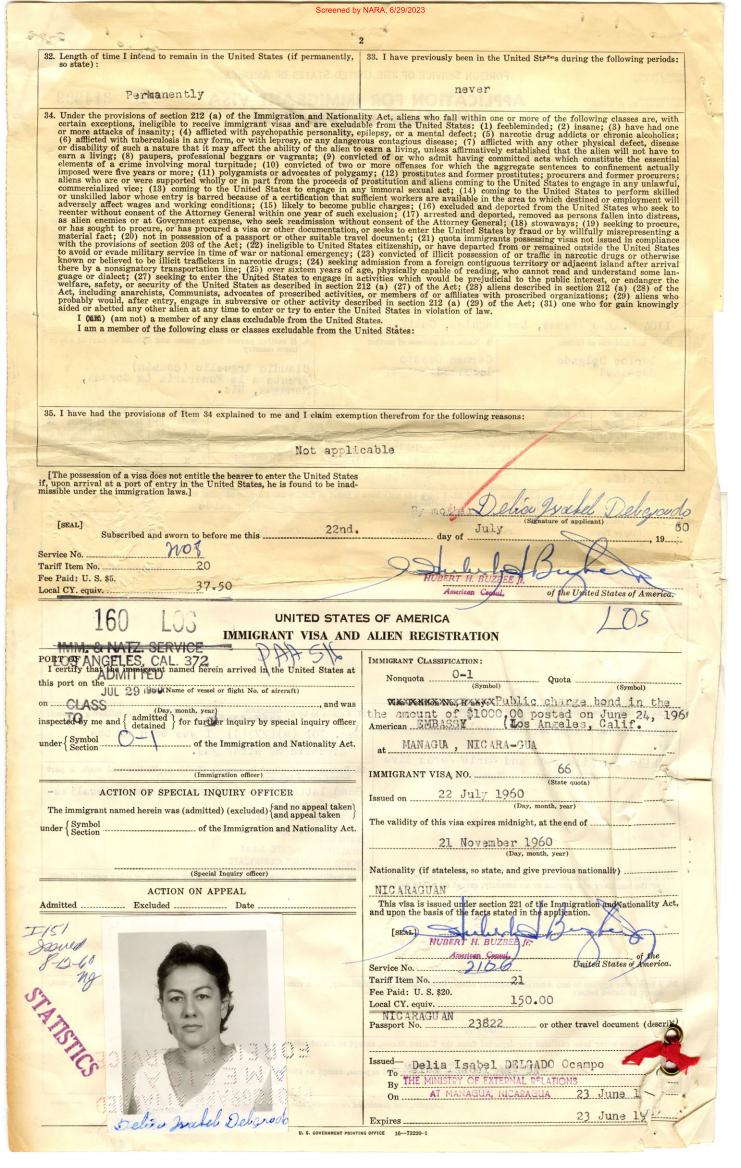 Screened by NARA, 6/29/2023
2
32. Length of time I intend to remain in the United States (if permanently, so state):
Permanently
33. I have previously been in the United States during the following periods:
never
34. Under the provisions of section 212 (a) of the Immigration and Nationality Act, aliens who fall within one or more of the following classes are, with
certain exceptions, ineligible to receive immigrant visas and are excludable from the United States: (1) feebleminded; (2) insane; (3) have had one
or more attacks of insanity; (4) afflicted with psychopathic personality, epilepsy, or a mental defect; (5) narcotic drug addicts or chronic alcoholics;
(6) afflicted with tuberculosis in any form, or with leprosy, or any dangerous contagious disease; (7) afflicted with any other physical defect, disease
or disability of such a nature that it may affect the ability of the alien to earn a living, unless affirmatively established that the alien will not have to
earn a living; (8) paupers, professional beggars or vagrants; (9) convicted of or who admit having committed acts which constitute the essential
elements of a crime involving moral turpitude; (10) convicted of two or more offenses for which the aggregate sentences to confinement actually
imposed were five years or more; (11) polygamists or advocates of polygamy; (12) prostitutes and former prostitutes; procurers and former procurers;
aliens who are or were supported wholly or in part from the proceeds of prostitution and aliens coming to the United States to engage in any unlawful,
commercialized vice; (13) coming to the United States to engage in any immoral sexual act; (14) coming to the United States to perform skilled
or unskilled labor whose entry is barred because of a certification that sufficient workers are available in the area to which destined or employment will
adversely affect wages and working conditions; (15) likely to become public charges; (16) excluded and deported from the United States who seek to
reenter without consent of the Attorney General within one year of such exclusion; (17) arrested and deported, removed as persons fallen into distress,
as alien enemies or at Government expense, who seek readmission without consent of the Attorney General; (18) stowaways; (19) seeking to procure,
or has sought to procure, or has procured a visa or other documentation, or seeks to enter the United States by fraud or by willfully misrepresenting a
material fact; (20) not in possession of a passport or other suitable travel document; (21) quota immigrants possessing visas not issued in compliance
with the provisions of section 203 of the Act; (22) ineligible to United States citizenship, or have departed from or remained outside the United States
to avoid or evade military service in time of war or national emergency; (23) convicted of illicit possession of or traffic in narcotic drugs or otherwise
known or believed to be illicit traffickers in narcotic drugs; (24) seeking admission from a foreign contiguous territory or adjacent island after arrival
there by a nonsignatory transportation line; (25) over sixteen years of age, physically capable of reading, who cannot read and understand some lan-
guage or dialect; (27) seeking to enter the United States to engage in activities which would be prejudicial to the public interest, or endanger the
welfare, safety, or security of the United States as described in section 212 (a) (27) of the Act; (28) aliens described in section 212 (a) (28) of the
Act, including anarchists, Communists, advocates of proscribed activities, or members of or affiliates with proscribed organizations; (29) aliens who
probably would, after entry, engage in subversive or other activity described in section 212 (a) (29) of the Act; (31) one who for gain knowingly
aided or abetted any other alien at any time to enter or try to enter the United States in violation of law.
I (am) (am not) a member of any class excludable from the United States.
I am a member of the following class or classes excludable from the United States:
35. I have had the provisions of Item 34 explained to me and I claim exemption therefrom for the following reasons:
Not applicable
[The possession of a visa does not entitle the bearer to enter the United States
if, upon arrival at a port of entry in the United States, he is found to be inad-
missible under the immigration laws.]
Delia Isabel Delgado
(Signature of applicant)
[SEAL]
Subscribed and sworn to before me this 22nd. day of July , 19 60
Service No.
Tariff Item No. 20
Fee Paid: U. S. $5.
Local CY. equiv. 37.50
HUBERT H. BUZBEE Jr.
American Consul. of the United States of America.
160 LOS
LOS
UNITED STATES OF AMERICA
IMMIGRANT VISA AND ALIEN REGISTRATION
IMM. & NATZ. SERVICE
LOS ANGELES, CAL. 372
ADMITTED
JUL 29 1960
CLASS
TO
PAA 516
PORT OF
I certify that the immigrant named herein arrived in the United States at
this port on the (Name of vessel or flight No. of aircraft)
on , and was
(Day, month, year)
inspected by me and { admitted detained } for further inquiry by special inquiry officer
under { Symbol Section O-1 of the Immigration and Nationality Act.
(Immigration officer)
ACTION OF SPECIAL INQUIRY OFFICER
The immigrant named herein was (admitted) (excluded) { and no appeal taken and appeal taken
under { Symbol Section of the Immigration and Nationality Act.
(Special Inquiry officer)
ACTION ON APPEAL
Admitted Excluded Date
I/151
Issued
8-12-60
STATISTICS
Delia Isabel Delgado
IMMIGRANT CLASSIFICATION:
Nonquota O-1 Quota
(Symbol) (Symbol)
Public charge bond in the
the amount of $1000.00 posted on June 24, 196
American EMBASSY (Los Angeles, Calif.
at MANAGUA , NICARA-GUA
IMMIGRANT VISA NO. 66
(State quota)
Issued on 22 July 1960
(Day, month, year)
The validity of this visa expires midnight, at the end of
21 November 1960
(Day, month, year)
Nationality (if stateless, so state, and give previous nationality)
NICARAGUAN
This visa is issued under section 221 of the Immigration and Nationality Act,
and upon the basis of the facts stated in the application.
[SEAL]
HUBERT H. BUZBEE Jr.
American Consul. of the
United States of America.
Service No. 2166
Tariff Item No. 21
Fee Paid: U. S. $20.
Local CY. equiv. 150.00
NICARAGUAN
Passport No. 23822 or other travel document (describe)
Issued—
To Delia Isabel DELGADO Ocampo
By THE MINISTRY OF EXTERNAL RELATIONS
AT MANAGUA, NICARAGUA
On 23 June 1
Expires 23 June 19
U. S. GOVERNMENT PRINTING OFFICE 16—72220-1